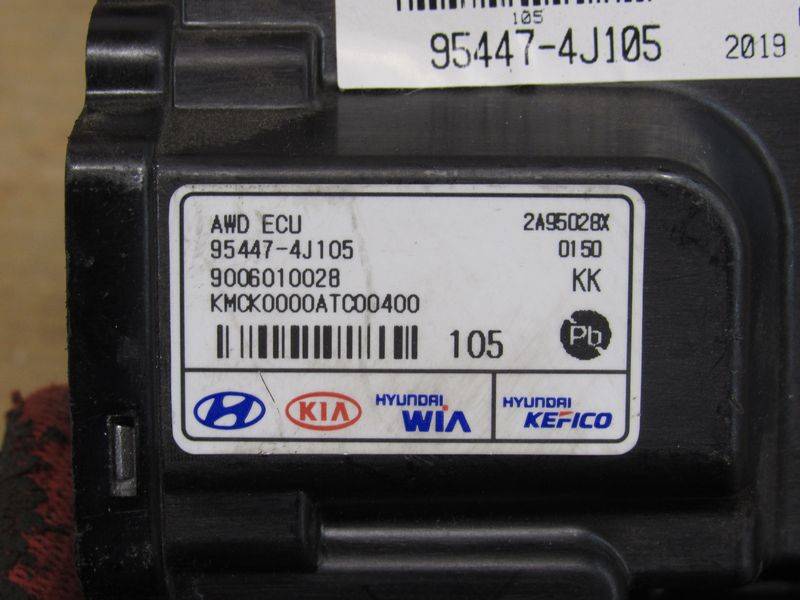 105
95447-4J105 2019
AWD ECU 2A95028X
95447-4J105 0150
9006010028 KK
KMCK0000ATC00400
105 Pb
KIA HYUNDAI WIA HYUNDAI KEFICO